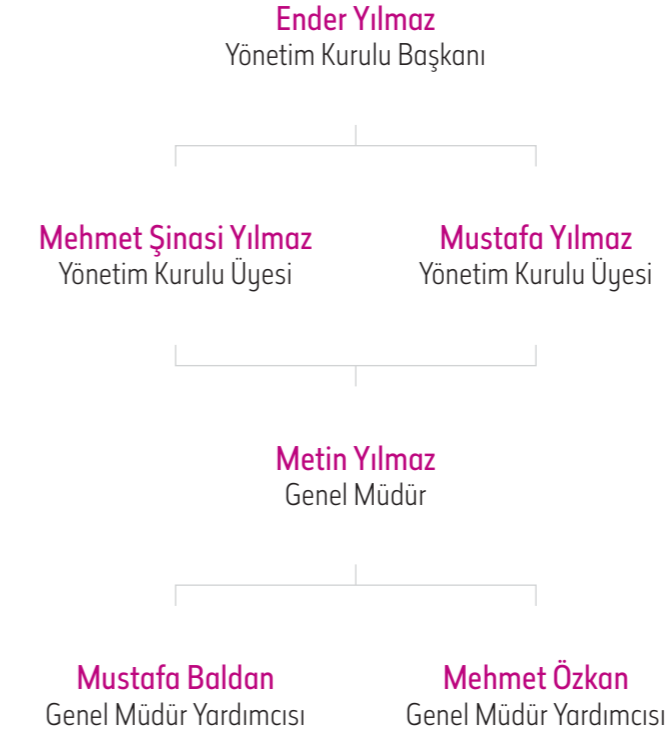 Ender Yılmaz
Yönetim Kurulu Başkanı
Mehmet Şinasi Yılmaz
Yönetim Kurulu Üyesi
Mustafa Yılmaz
Yönetim Kurulu Üyesi
Metin Yılmaz
Genel Müdür
Mustafa Baldan
Genel Müdür Yardımcısı
Mehmet Özkan
Genel Müdür Yardımcısı